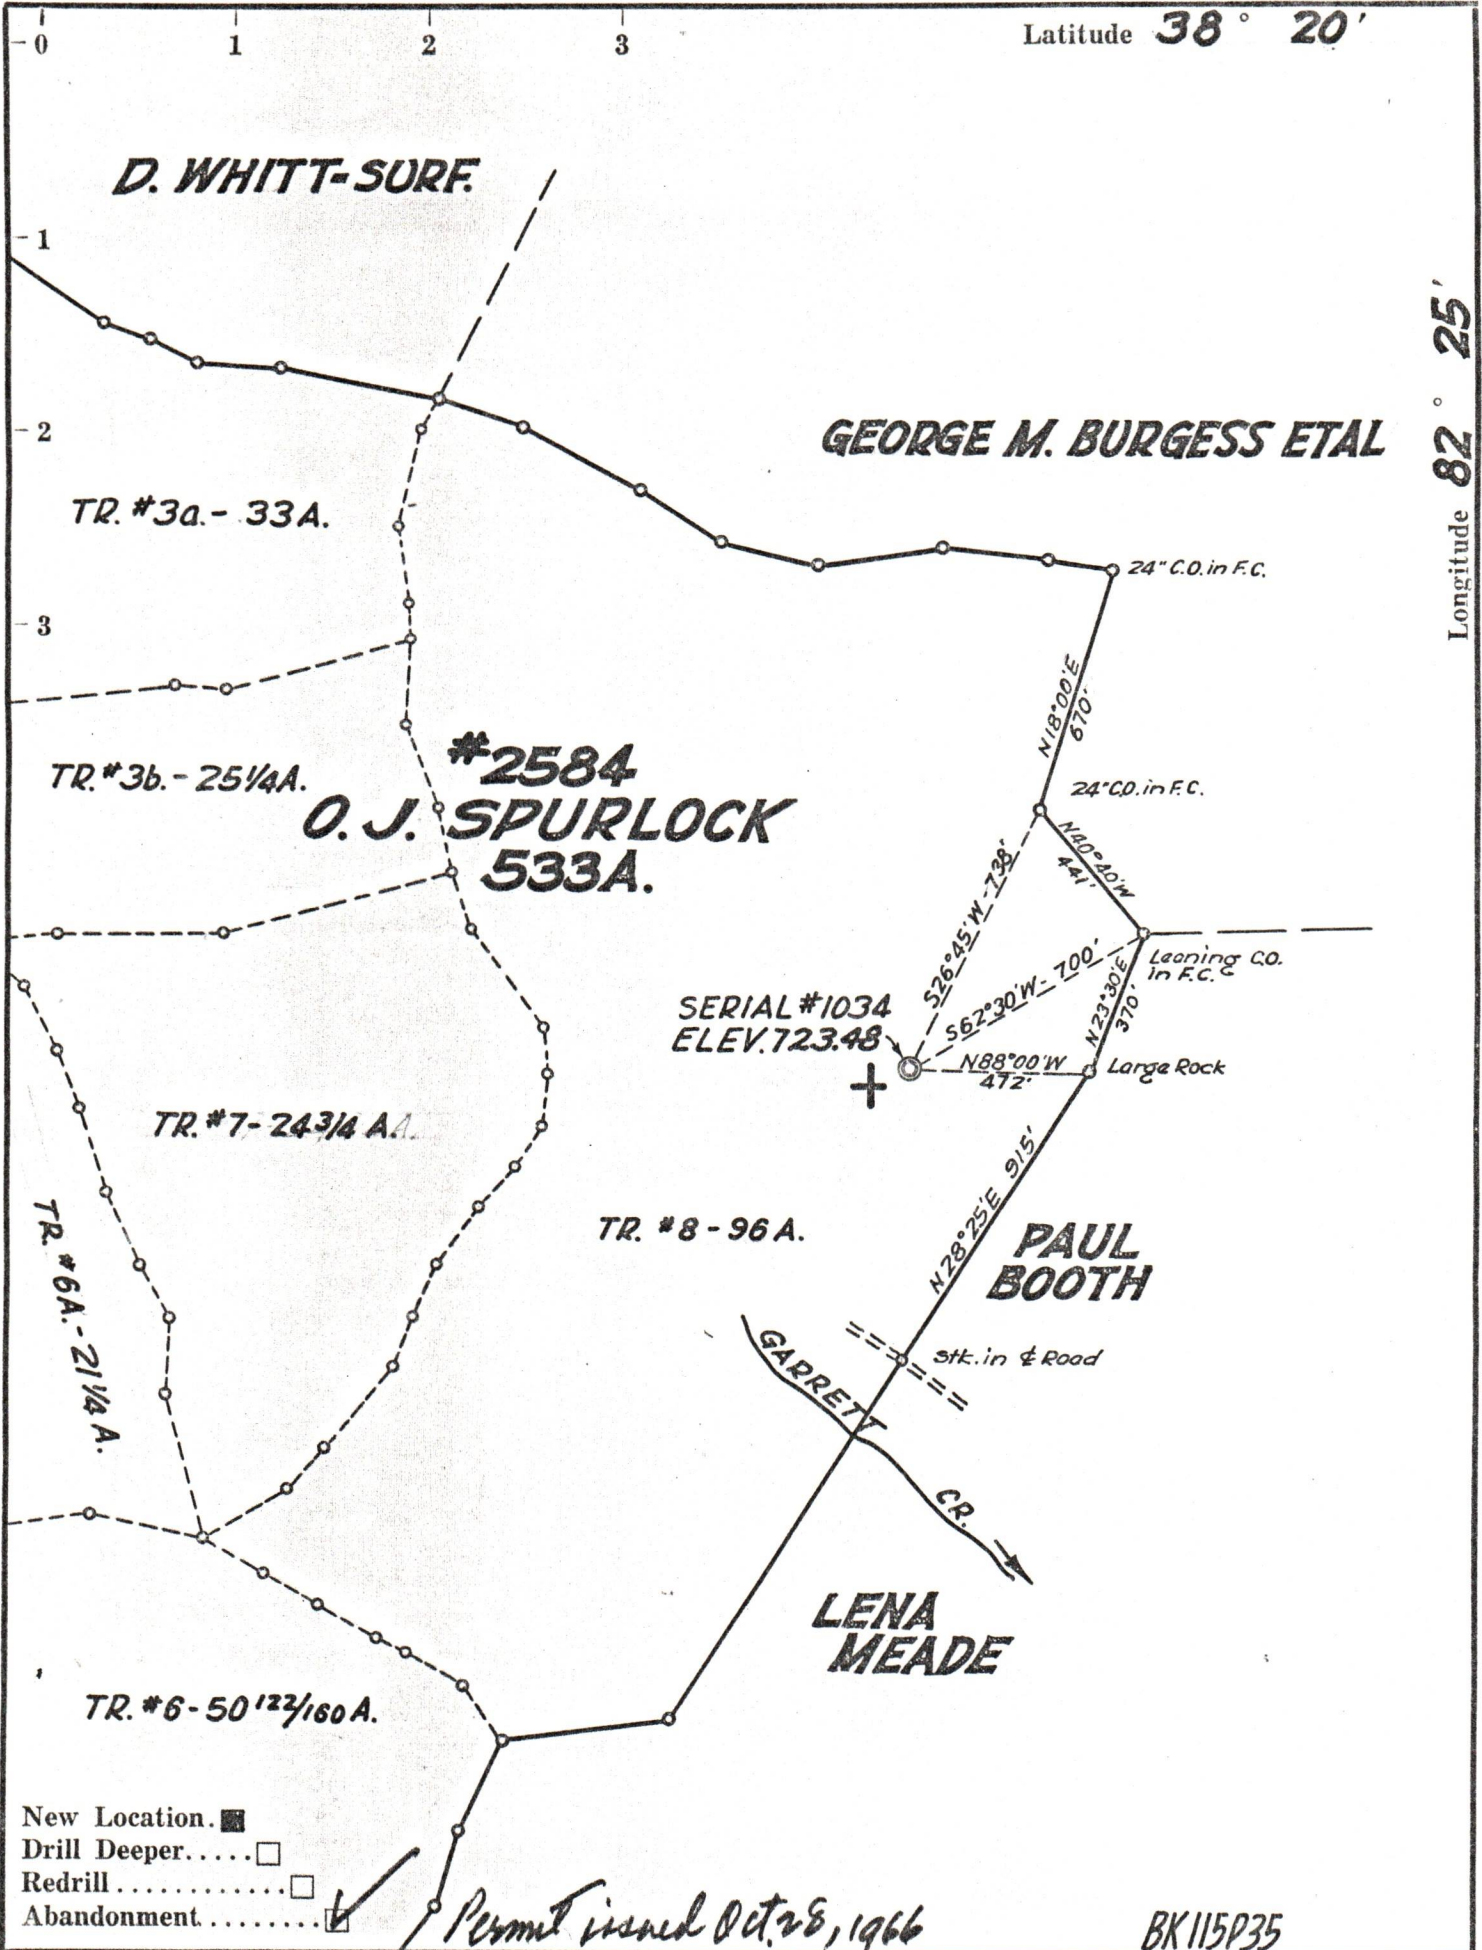 0 1 2 3
Latitude 38° 20'
D. WHITT-SURF.
1
Longitude 82° 25'
2
GEORGE M. BURGESS ETAL
TR. #3a.- 33A.
24" C.O. in F.C.
3
N18°00'E
670'
#2584
O. J. SPURLOCK
533A.
TR.#3b.- 25 1/4A.
24" C.O. in F.C.
N40°40'W
441'
S26°45'W-738'
S62°30'W- 700'
Leaning C.O.
in F.C.
N23°30'E
370'
SERIAL #1034
ELEV. 723.48
N88°00'W
472'
Large Rock
TR. #7- 24 3/4 A.
TR. #6A.-21 1/4 A.
TR. #8 - 96 A.
N28°25'E 915'
PAUL
BOOTH
Stk. in ℄ Road
GARRETT
CR.
LENA
MEADE
TR. #6 - 50 122/160 A.
New Location. ■
Drill Deeper..... □
Redrill............ □
Abandonment......... □
Permit issued Oct. 28, 1966
BK115P35